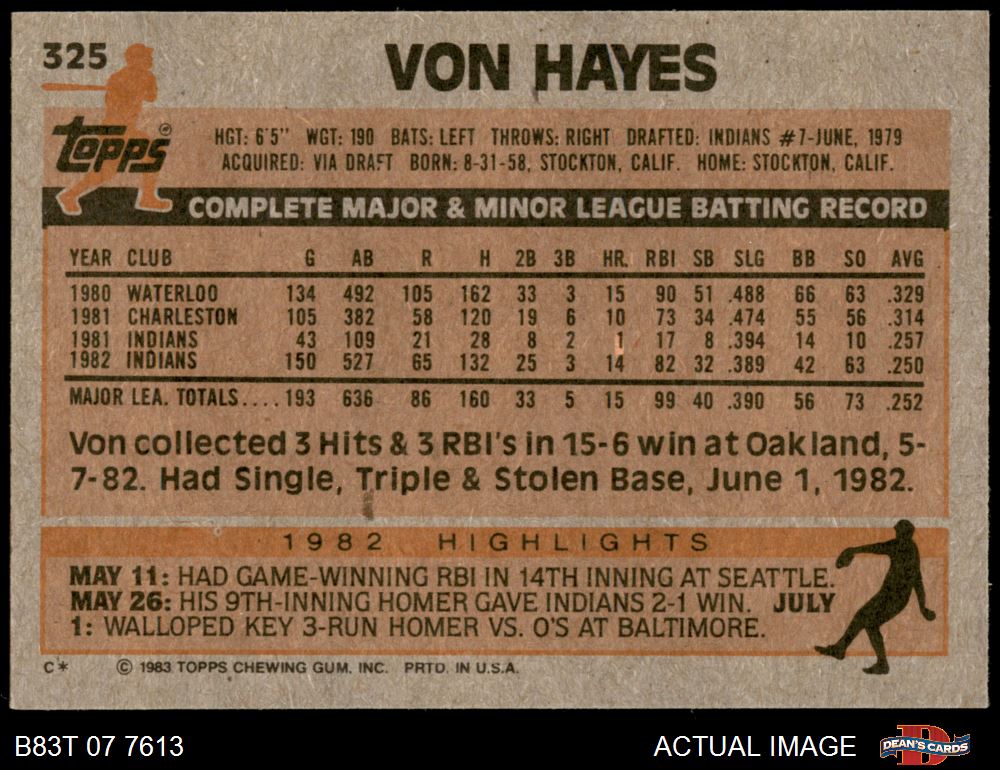 325
VON HAYES
Topps®
HGT: 6'5" WGT: 190 BATS: LEFT THROWS: RIGHT DRAFTED: INDIANS #7-JUNE, 1979
ACQUIRED: VIA DRAFT BORN: 8-31-58, STOCKTON, CALIF. HOME: STOCKTON, CALIF.
COMPLETE MAJOR & MINOR LEAGUE BATTING RECORD
YEAR CLUB G AB R H 2B 3B HR. RBI SB SLG BB SO AVG
1980 WATERLOO 134 492 105 162 33 3 15 90 51 .488 66 63 .329
1981 CHARLESTON 105 382 58 120 19 6 10 73 34 .474 55 56 .314
1981 INDIANS 43 109 21 28 8 2 1 17 8 .394 14 10 .257
1982 INDIANS 150 527 65 132 25 3 14 82 32 .389 42 63 .250
MAJOR LEA. TOTALS.... 193 636 86 160 33 5 15 99 40 .390 56 73 .252
Von collected 3 Hits & 3 RBI's in 15-6 win at Oakland, 5-
7-82. Had Single, Triple & Stolen Base, June 1, 1982.
1982 HIGHLIGHTS
MAY 11: HAD GAME-WINNING RBI IN 14TH INNING AT SEATTLE.
MAY 26: HIS 9TH-INNING HOMER GAVE INDIANS 2-1 WIN. JULY
1: WALLOPED KEY 3-RUN HOMER VS. O'S AT BALTIMORE.
C* © 1983 TOPPS CHEWING GUM, INC. PRTD. IN U.S.A.
B83T 07 7613
ACTUAL IMAGE
D
DEAN'S CARDS